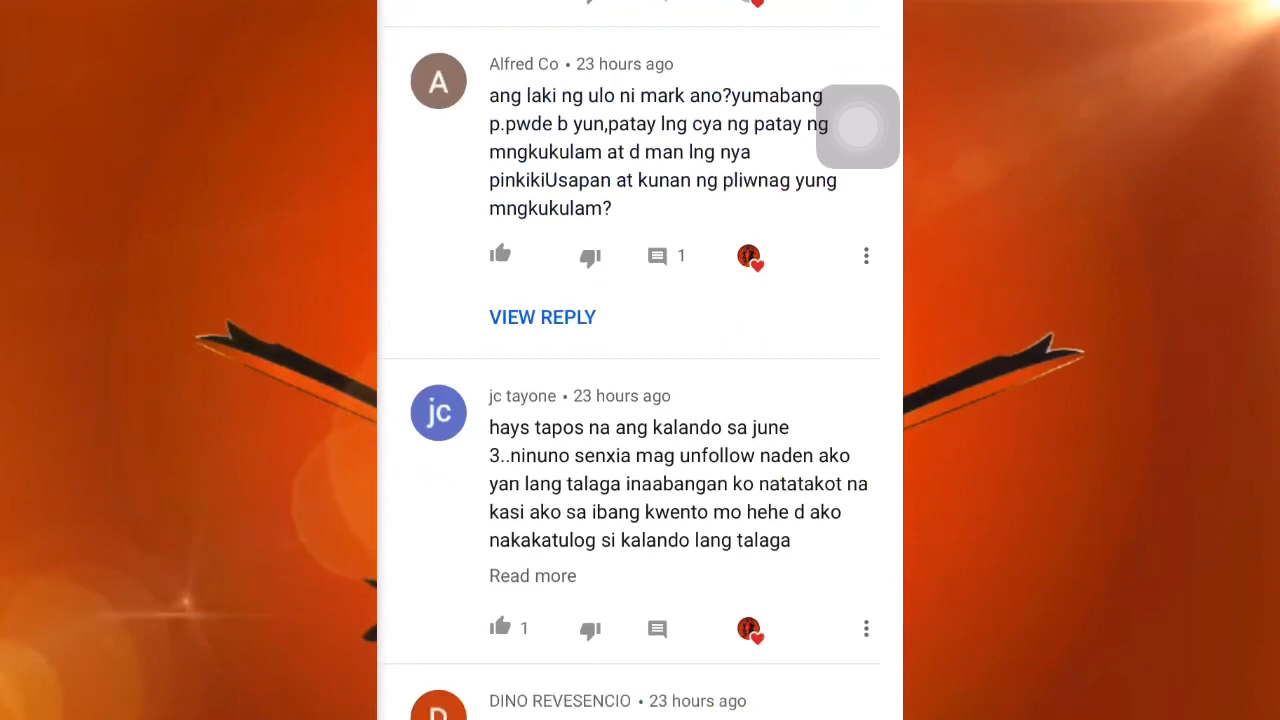 Alfred Co • 23 hours ago
ang laki ng ulo ni mark ano?yumabang
p.pwde b yun,patay lng cya ng patay ng
mngkukulam at d man lng nya
pinkikiUsapan at kunan ng pliwnag yung
mngkukulam?
1
VIEW REPLY
jc
jc tayone • 23 hours ago
hays tapos na ang kalando sa june
3..ninuno senxia mag unfollow naden ako
yan lang talaga inaabangan ko natatakot na
kasi ako sa ibang kwento mo hehe d ako
nakakatulog si kalando lang talaga
Read more
1
DINO REVESENCIO • 23 hours ago
A
D